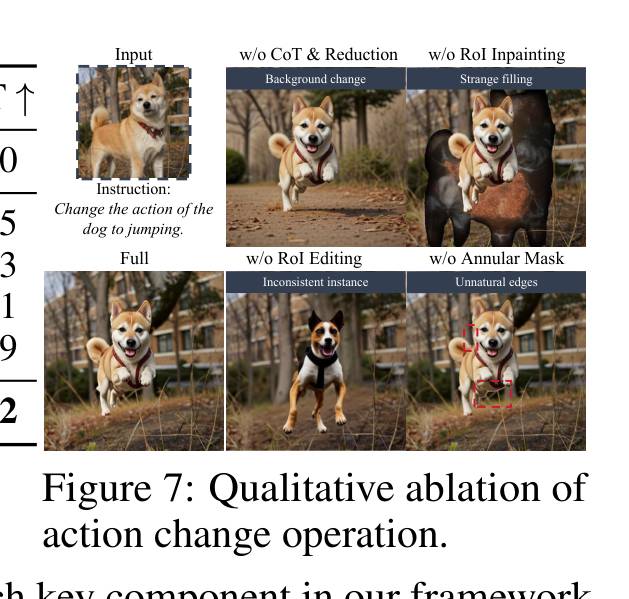 T ↑
0
5
3
1
9
2
Input
w/o CoT & Reduction
w/o RoI Inpainting
Background change
Strange filling
Instruction:
Change the action of the
dog to jumping.
Full
w/o RoI Editing
w/o Annular Mask
Inconsistent instance
Unnatural edges
Figure 7: Qualitative ablation of
action change operation.
ch key component in our framework